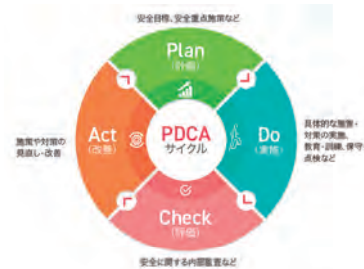 安全目標、安全重点施策など
Plan
(計画)
Act
(改善)
PDCA
サイクル
Do
(実施)
施策や対策の
見直し・改善
具体的な施策・
対策の実施、
教育・訓練、保守
点検など
Check
(評価)
安全に関する内部監査など